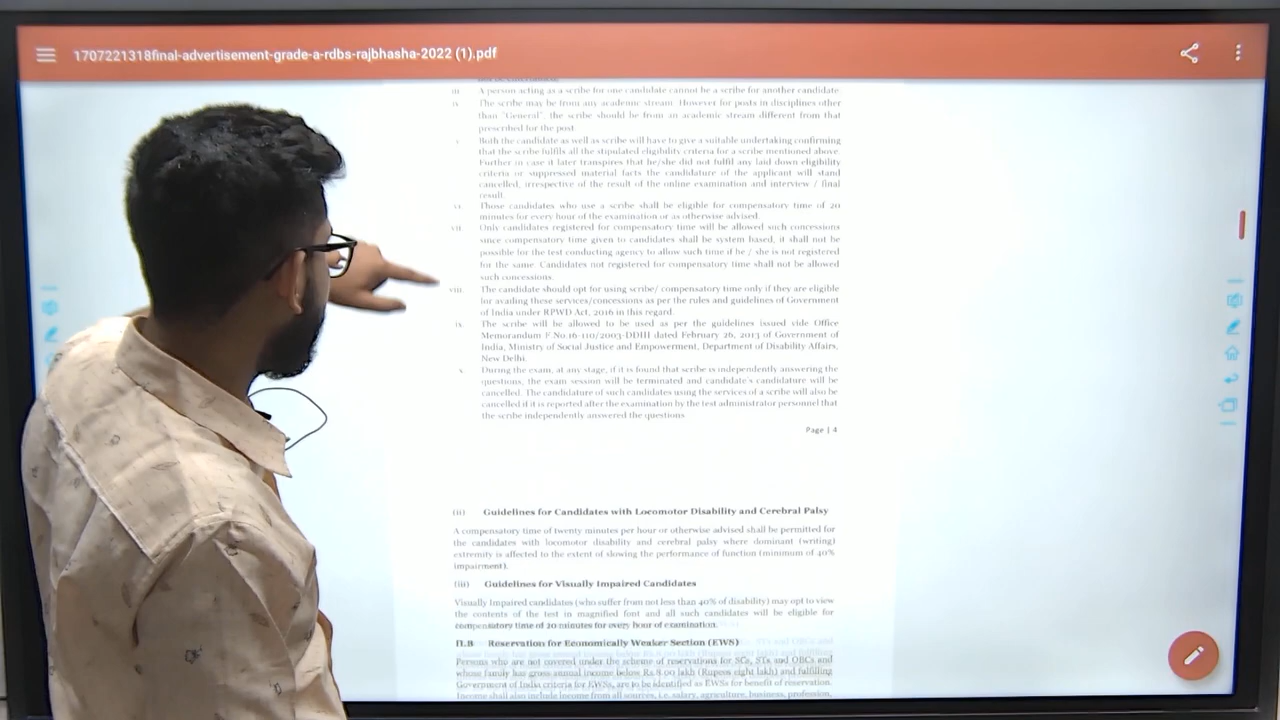 1707221318final-advertisement-grade-a-rdbs-rajbhasha-2022 (1).pdf
iii. A person acting as a scribe for one candidate cannot be a scribe for another candidate.
iv. The scribe may be from any academic stream. However for posts in disciplines other
than "General", the scribe should be from an academic stream different from that
prescribed for the post.
v. Both the candidate as well as scribe will have to give a suitable undertaking confirming
that the scribe fulfils all the stipulated eligibility criteria for a scribe mentioned above.
Further in case it later transpires that he/she did not fulfil any laid down eligibility
criteria or suppressed material facts the candidature of the applicant will stand
cancelled, irrespective of the result of the online examination and interview / final
result.
vi. Those candidates who use a scribe shall be eligible for compensatory time of 20
minutes for every hour of the examination or as otherwise advised.
vii. Only candidates registered for compensatory time will be allowed such concessions
since compensatory time given to candidates shall be system based, it shall not be
possible for the test conducting agency to allow such time if he / she is not registered
for the same. Candidates not registered for compensatory time shall not be allowed
such concessions.
viii. The candidate should opt for using scribe/ compensatory time only if they are eligible
for availing these services/concessions as per the rules and guidelines of Government
of India under RPWD Act, 2016 in this regard.
ix. The scribe will be allowed to be used as per the guidelines issued vide Office
Memorandum F.No.16-110/2003-DDIII dated February 26, 2013 of Government of
India, Ministry of Social Justice and Empowerment, Department of Disability Affairs,
New Delhi.
x. During the exam, at any stage, if it is found that scribe is independently answering the
questions, the exam session will be terminated and candidate's candidature will be
cancelled. The candidature of such candidates using the services of a scribe will also be
cancelled if it is reported after the examination by the test administrator personnel that
the scribe independently answered the questions.
Page | 4
(ii) Guidelines for Candidates with Locomotor Disability and Cerebral Palsy
A compensatory time of twenty minutes per hour or otherwise advised shall be permitted for
the candidates with locomotor disability and cerebral palsy where dominant (writing)
extremity is affected to the extent of slowing the performance of function (minimum of 40%
impairment).
(iii) Guidelines for Visually Impaired Candidates
Visually Impaired candidates (who suffer from not less than 40% of disability) may opt to view
the contents of the test in magnified font and all such candidates will be eligible for
compensatory time of 20 minutes for every hour of examination.
II.B Reservation for Economically Weaker Section (EWS)
Persons who are not covered under the scheme of reservations for SCs, STs and OBCs and
whose family has gross annual income below Rs.8.00 lakh (Rupees eight lakh) and fulfilling
Government of India criteria for EWSs, are to be identified as EWSs for benefit of reservation.
Income shall also include income from all sources, i.e. salary, agriculture, business, profession,